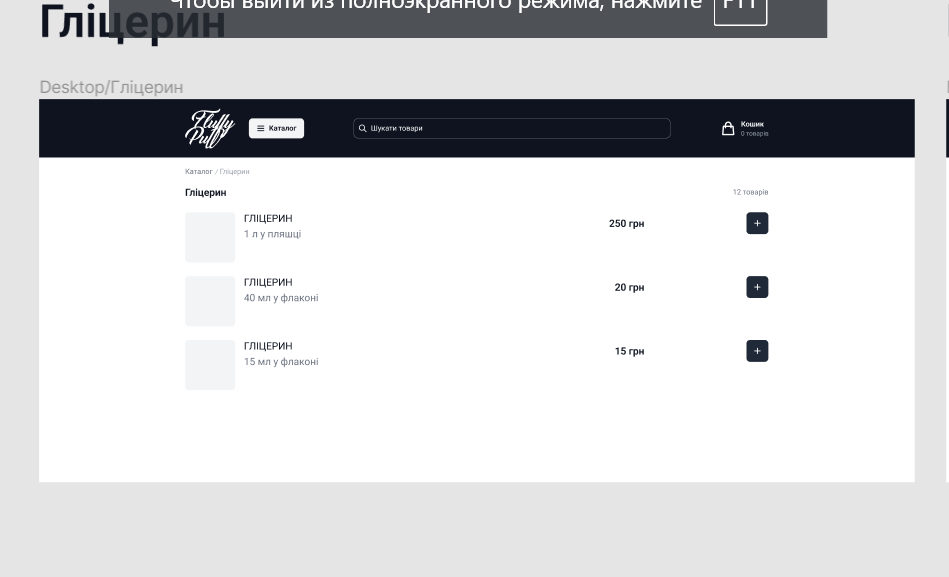 Чтобы выйти из полноэкранного режима, нажмите F11
Гліцерин
Desktop/Гліцерин
Fluffy Puff
Каталог
Шукати товари
Кошик
0 товарів
Каталог / Гліцерин
Гліцерин
12 товарів
ГЛІЦЕРИН
1 л у пляшці
250 грн
+
ГЛІЦЕРИН
40 мл у флаконі
20 грн
+
ГЛІЦЕРИН
15 мл у флаконі
15 грн
+